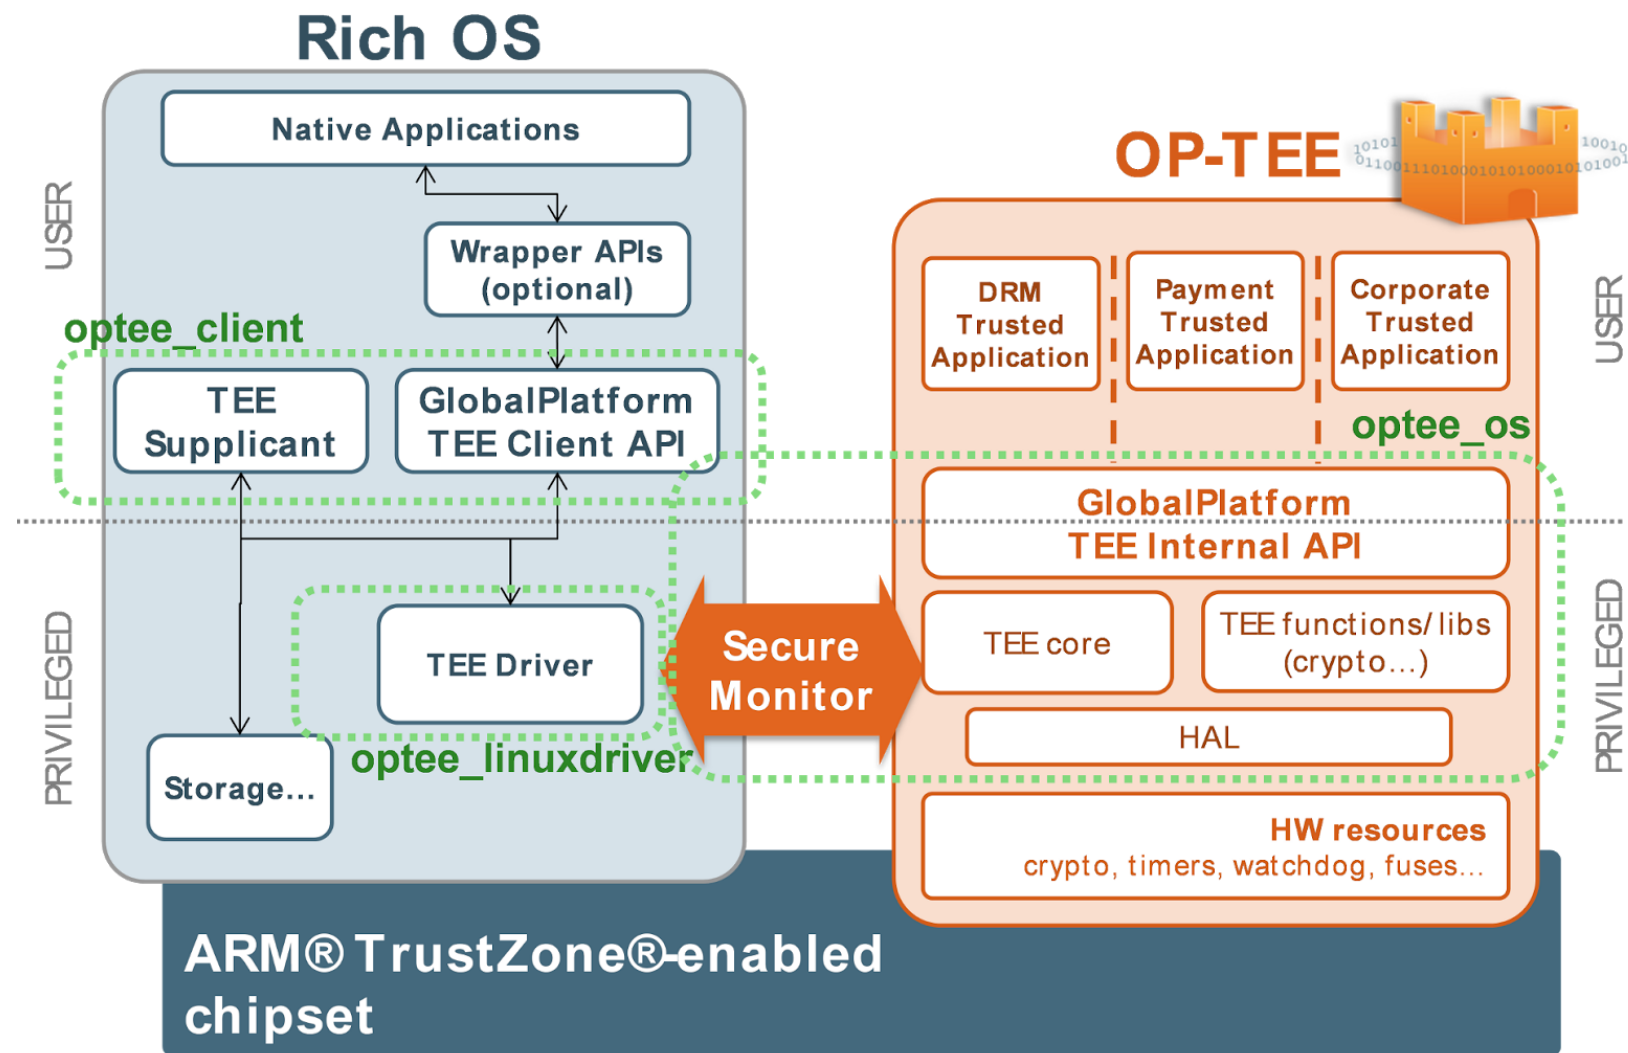 Rich OS
Native Applications
Wrapper APIs
(optional)
optee_client
TEE
Supplicant
GlobalPlatform
TEE Client API
USER
PRIVILEGED
TEE Driver
optee_linuxdriver
Storage...
Secure
Monitor
OP-TEE
10101
10010
011001110100010101000101010100
DRM
Trusted
Application
Payment
Trusted
Application
Corporate
Trusted
Application
optee_os
GlobalPlatform
TEE Internal API
TEE core
TEE functions/libs
(crypto...)
HAL
HW resources
crypto, timers, watchdog, fuses...
USER
PRIVILEGED
ARM® TrustZone®-enabled
chipset